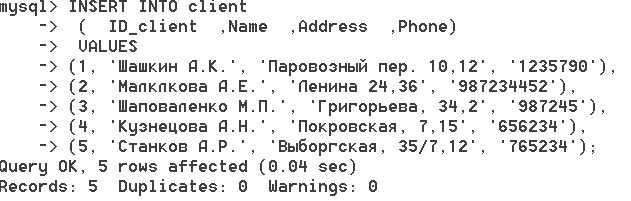 mysql> INSERT INTO client
    -> (  ID_client  ,Name  ,Address  ,Phone)
    -> VALUES
    -> (1, 'Шашкин А.К.', 'Паровозный пер. 10,12', '1235790'),
    -> (2, 'Малклкова А.Е.', 'Ленина 24,36', '987234452'),
    -> (3, 'Шаповаленко М.П.', 'Григорьева, 34,2', '987245'),
    -> (4, 'Кузнецова А.Н.', 'Покровская, 7,15', '656234'),
    -> (5, 'Станков А.Р.', 'Выборгская, 35/7,12', '765234');
Query OK, 5 rows affected (0.04 sec)
Records: 5  Duplicates: 0  Warnings: 0